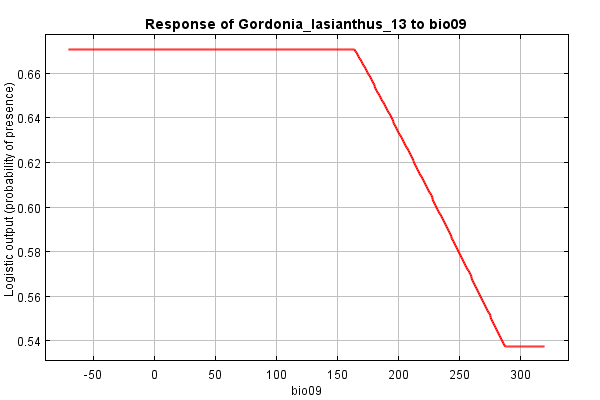 Response of Gordonia_lasianthus_13 to bio09
Logistic output (probability of presence)
0.66
0.64
0.62
0.60
0.58
0.56
0.54
-50 0 50 100 150 200 250 300
bio09